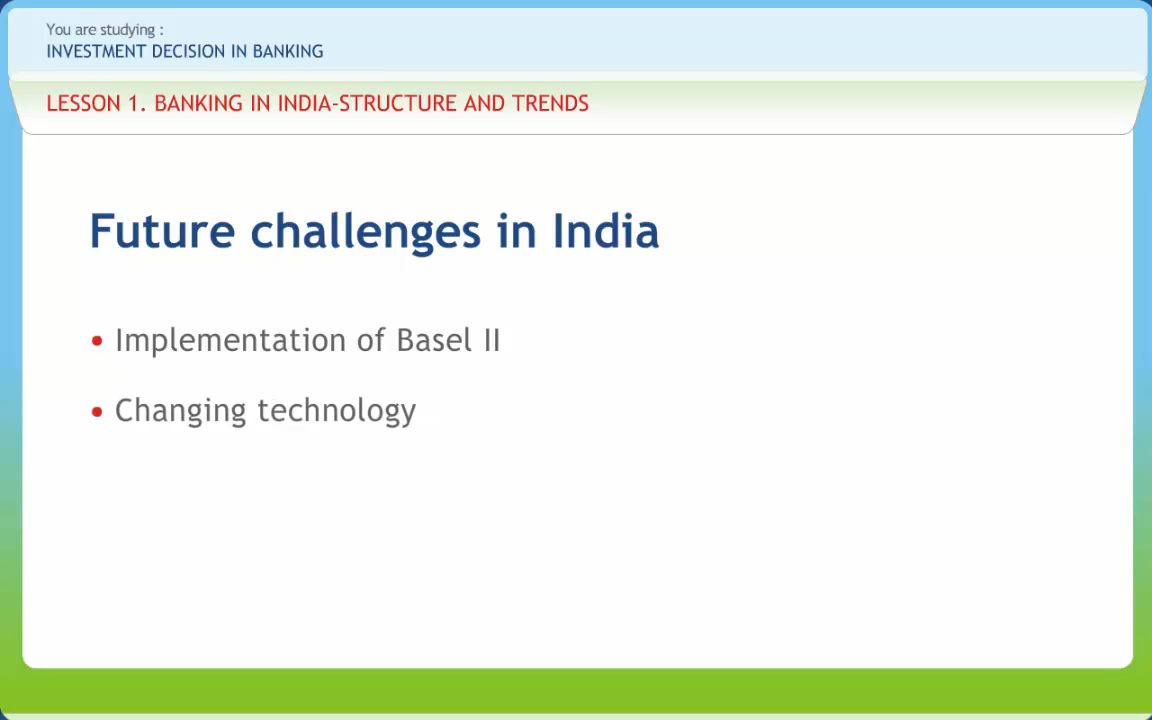 You are studying :
INVESTMENT DECISION IN BANKING
LESSON 1. BANKING IN INDIA-STRUCTURE AND TRENDS
Future challenges in India
• Implementation of Basel II
• Changing technology